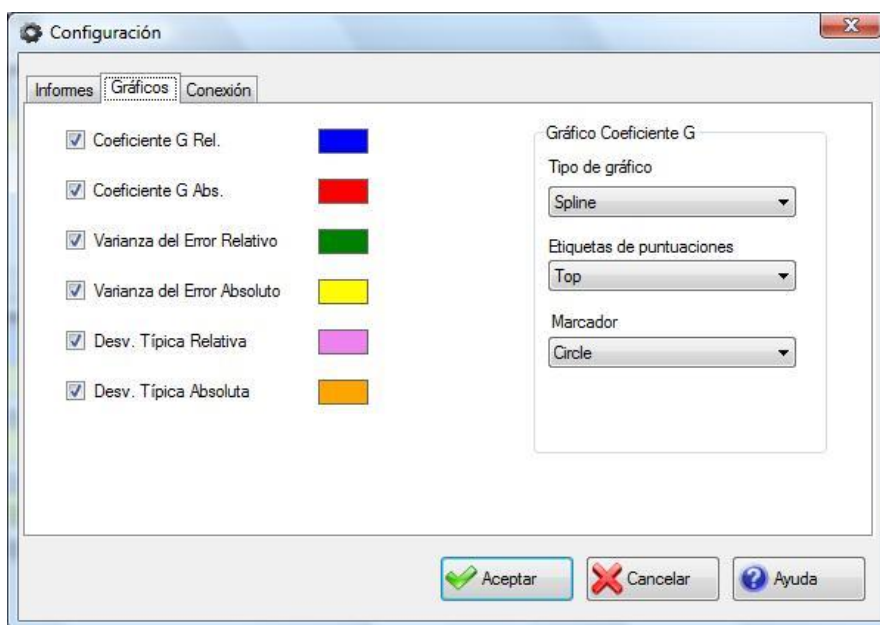 Configuración
Informes Gráficos Conexión
Coeficiente G Rel.
Coeficiente G Abs.
Varianza del Error Relativo
Varianza del Error Absoluto
Desv. Típica Relativa
Desv. Típica Absoluta
Gráfico Coeficiente G
Tipo de gráfico
Spline
Etiquetas de puntuaciones
Top
Marcador
Circle
Aceptar Cancelar Ayuda